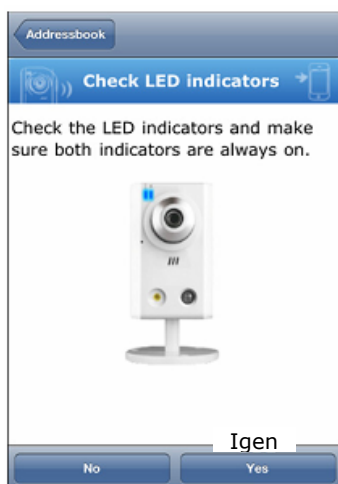 Addressbook
Check LED indicators
Check the LED indicators and make
sure both indicators are always on.
Igen
No
Yes